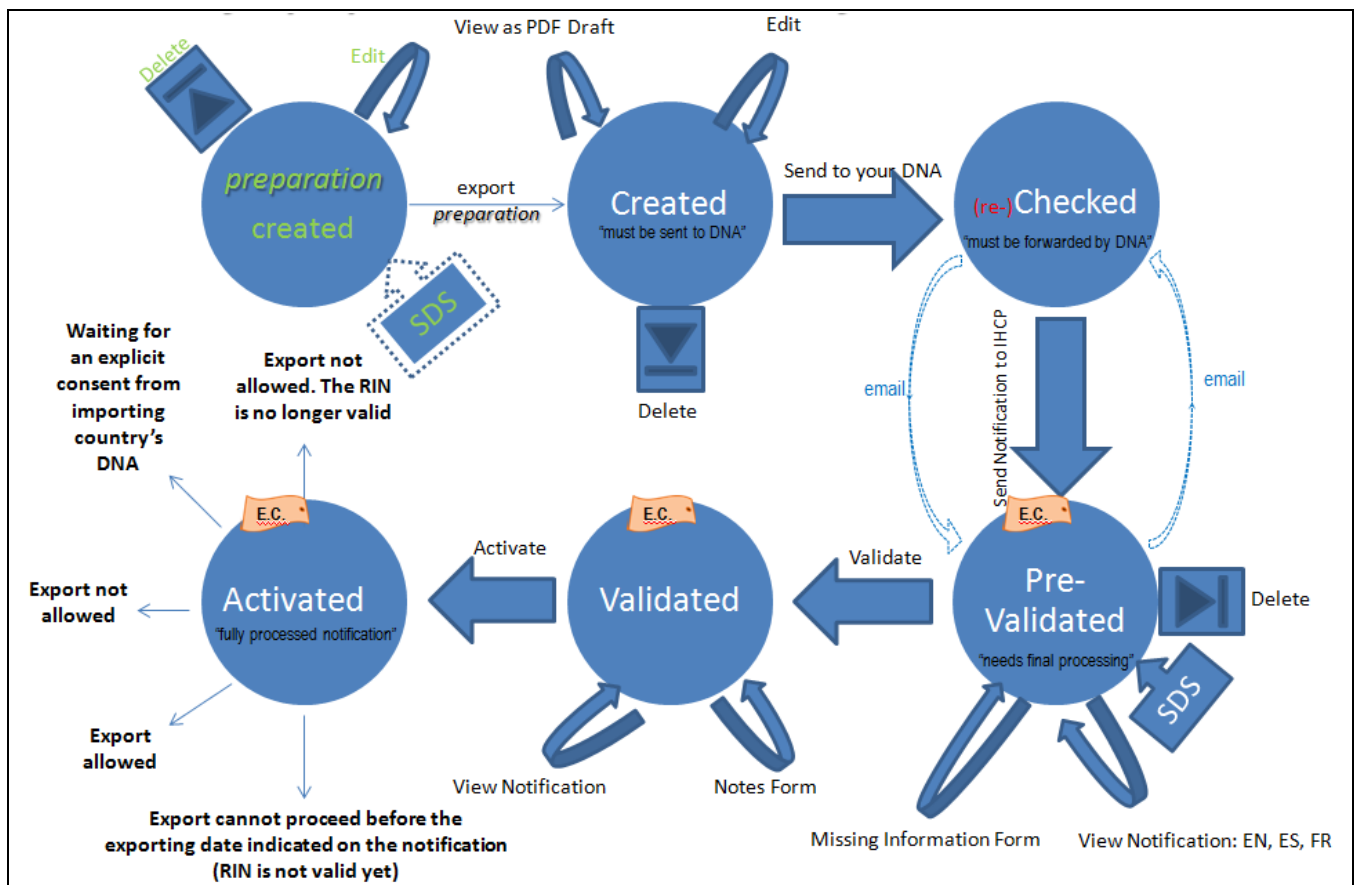 View as PDF Draft
Edit
Delete
Edit
preparation
created
export
preparation
Created
"must be sent to DNA"
Send to your DNA
(re-)Checked
"must be forwarded by DNA"
SDS
Delete
Waiting for
an explicit
consent from
importing
country's
DNA
Export not
allowed. The RIN
is no longer valid
email
Send Notification to IHCP
email
E.C.
Activated
"fully processed notification"
Activate
E.C.
Validated
Validate
E.C.
Pre-
Validated
"needs final processing"
Delete
SDS
Export not
allowed
Export
allowed
Export cannot proceed before the
exporting date indicated on the notification
(RIN is not valid yet)
View Notification
Notes Form
Missing Information Form
View Notification: EN, ES, FR